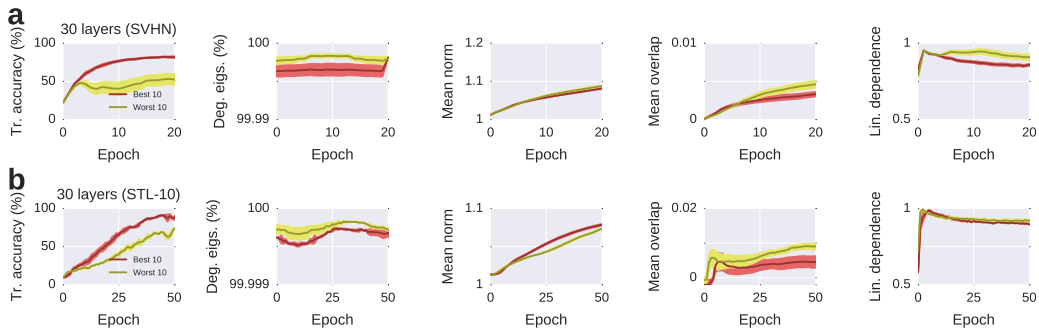 a
30 layers (SVHN)
Tr. accuracy (%)
100
50
0
Best 10
Worst 10
0
10
20
Epoch
Deg. eigs. (%)
100
99.99
0
10
20
Epoch
Mean norm
1.2
1.1
1
0
10
20
Epoch
Mean overlap
0.01
0
0
10
20
Epoch
Lin. dependence
1
0.5
0
10
20
Epoch
b
30 layers (STL-10)
Tr. accuracy (%)
100
50
0
Best 10
Worst 10
0
25
50
Epoch
Deg. eigs. (%)
100
99.999
0
25
50
Epoch
Mean norm
1.1
1
0
25
50
Epoch
Mean overlap
0.02
0
0
25
50
Epoch
Lin. dependence
1
0.5
0
25
50
Epoch